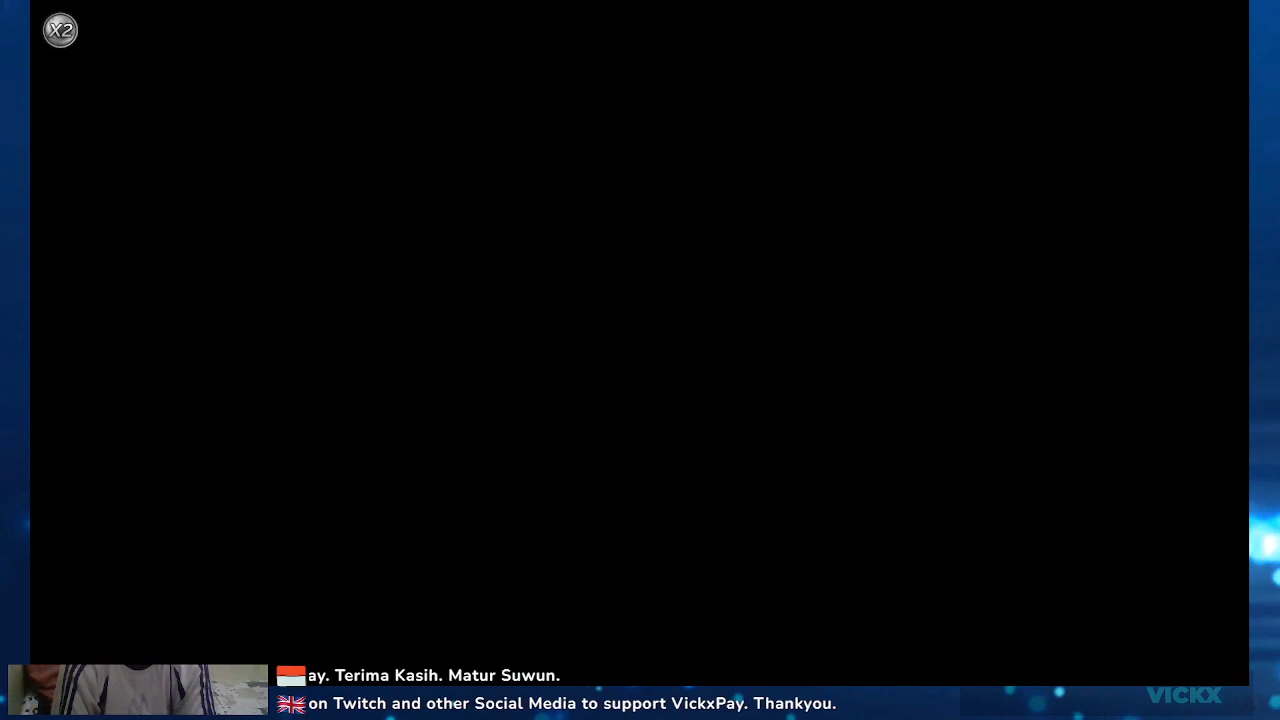 X2
ay. Terima Kasih. Matur Suwun.
on Twitch and other Social Media to support VickxPay. Thankyou.
VICKX